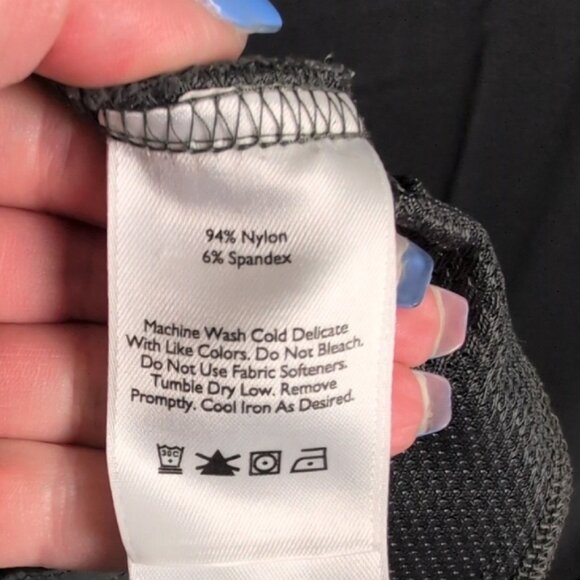 94% Nylon
6% Spandex
Machine Wash Cold Delicate
With Like Colors. Do Not Bleach.
Do Not Use Fabric Softeners.
Tumble Dry Low. Remove
Promptly. Cool Iron As Desired.
30C